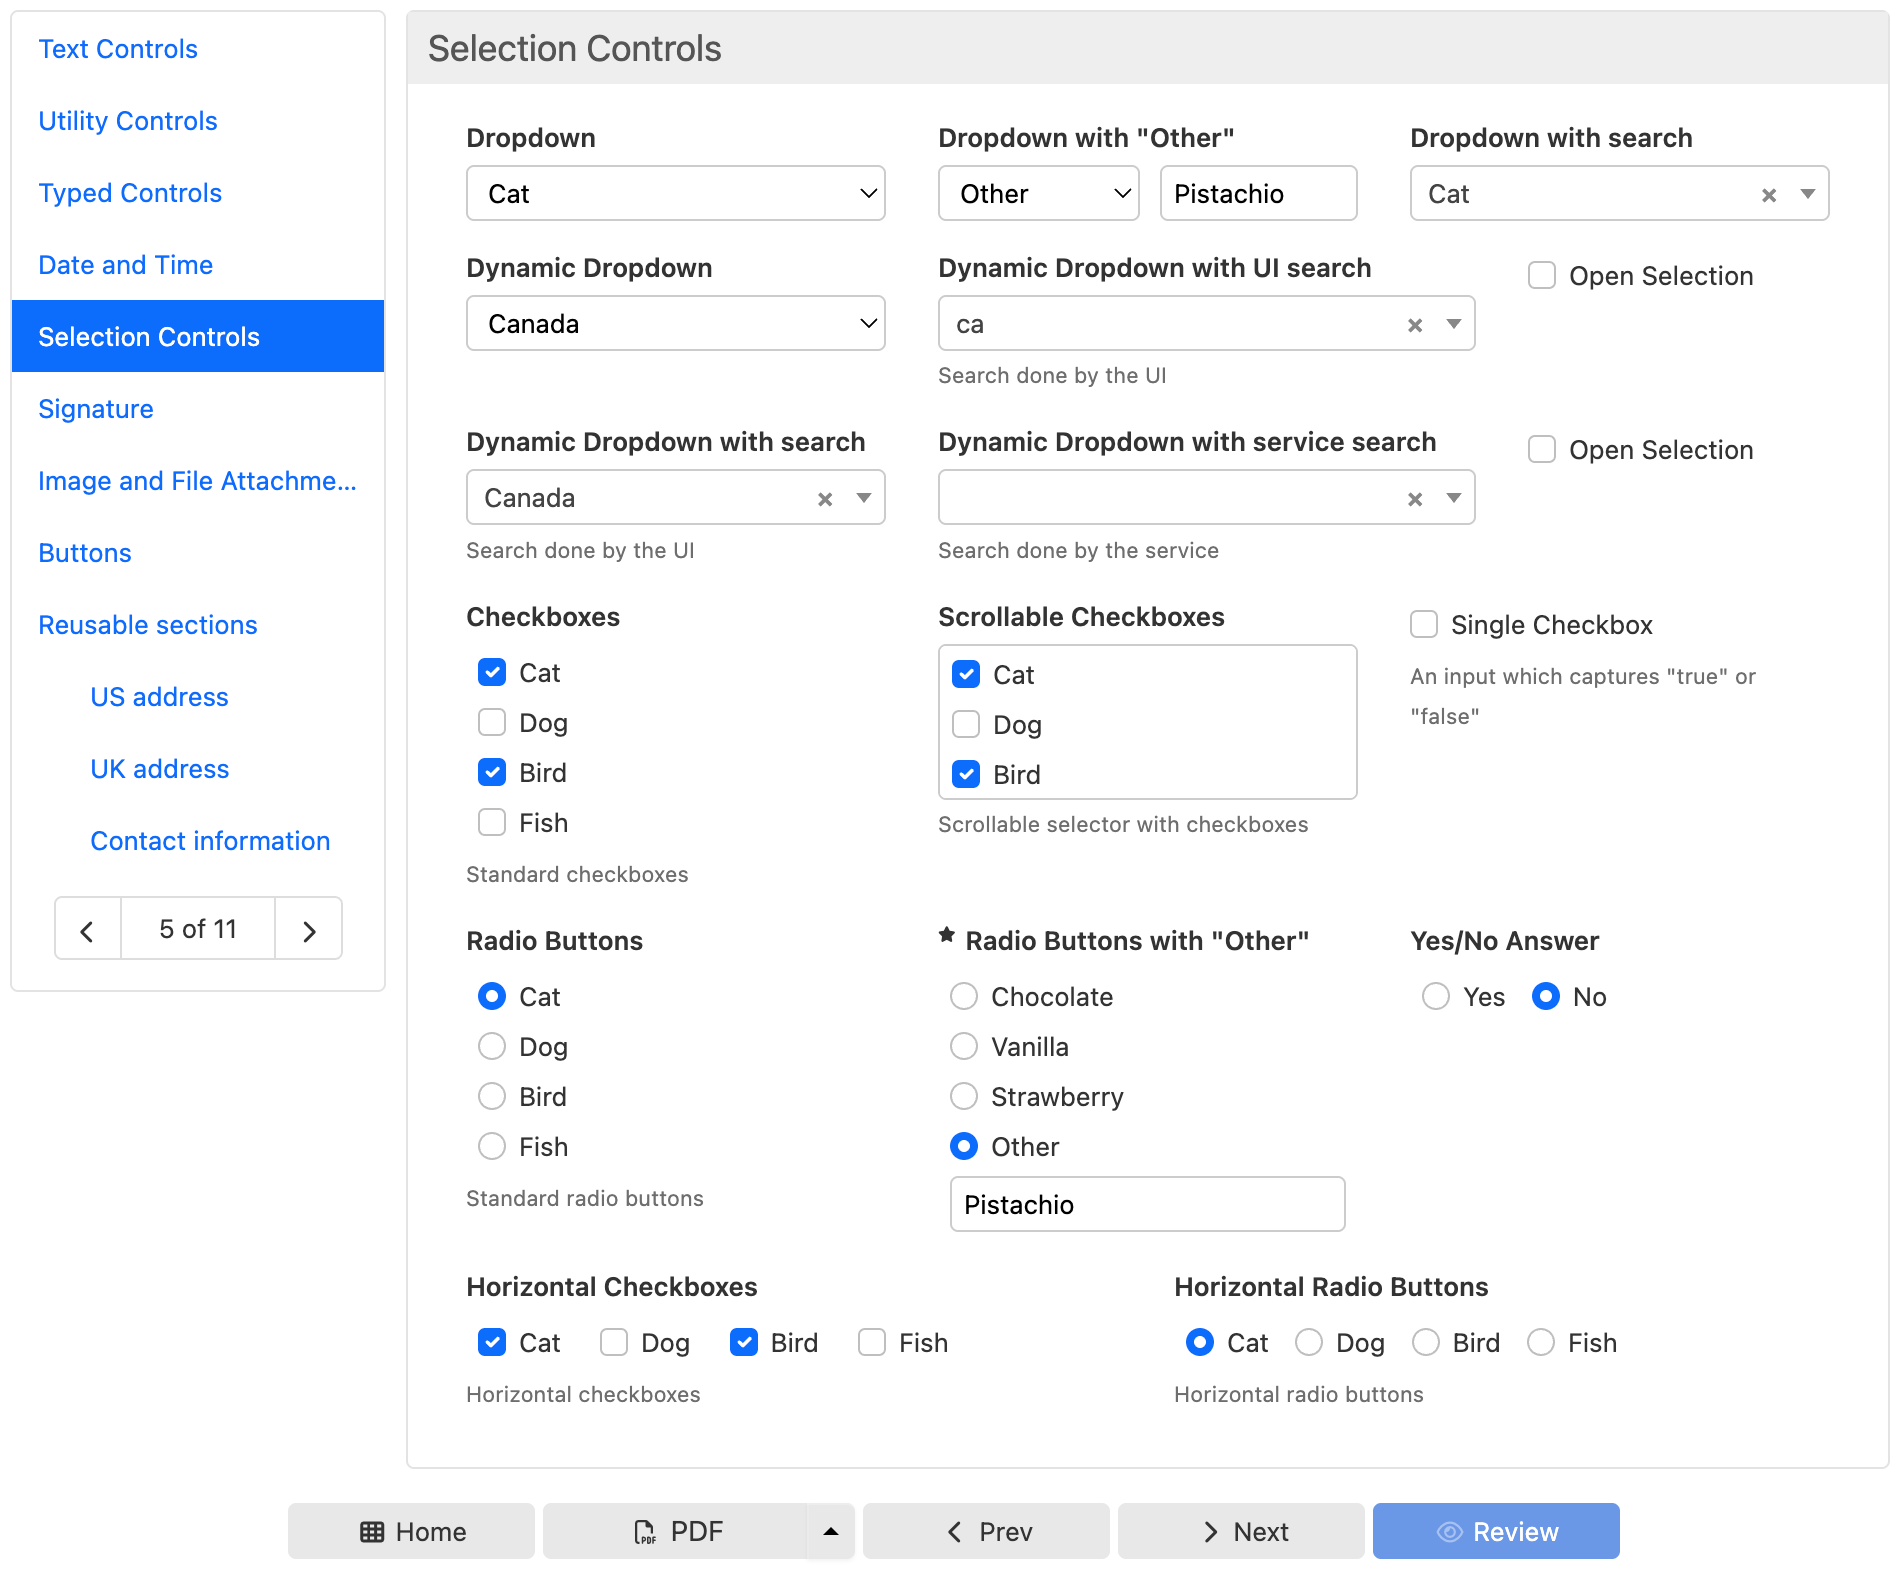 Text Controls
Utility Controls
Typed Controls
Date and Time
Selection Controls
Signature
Image and File Attachme...
Buttons
Reusable sections
US address
UK address
Contact information
5 of 11
Selection Controls
Dropdown
Cat
Dropdown with "Other"
Other
Pistachio
Dropdown with search
Cat
Dynamic Dropdown
Canada
Dynamic Dropdown with UI search
ca
Search done by the UI
Open Selection
Dynamic Dropdown with search
Canada
Search done by the UI
Dynamic Dropdown with service search
Search done by the service
Open Selection
Checkboxes
Cat
Dog
Bird
Fish
Standard checkboxes
Scrollable Checkboxes
Cat
Dog
Bird
Scrollable selector with checkboxes
Single Checkbox
An input which captures "true" or
"false"
Radio Buttons
Cat
Dog
Bird
Fish
Standard radio buttons
Radio Buttons with "Other"
Chocolate
Vanilla
Strawberry
Other
Pistachio
Yes/No Answer
Yes No
Horizontal Checkboxes
Cat Dog Bird Fish
Horizontal checkboxes
Horizontal Radio Buttons
Cat Dog Bird Fish
Horizontal radio buttons
Home
PDF PDF
Prev
Next
Review